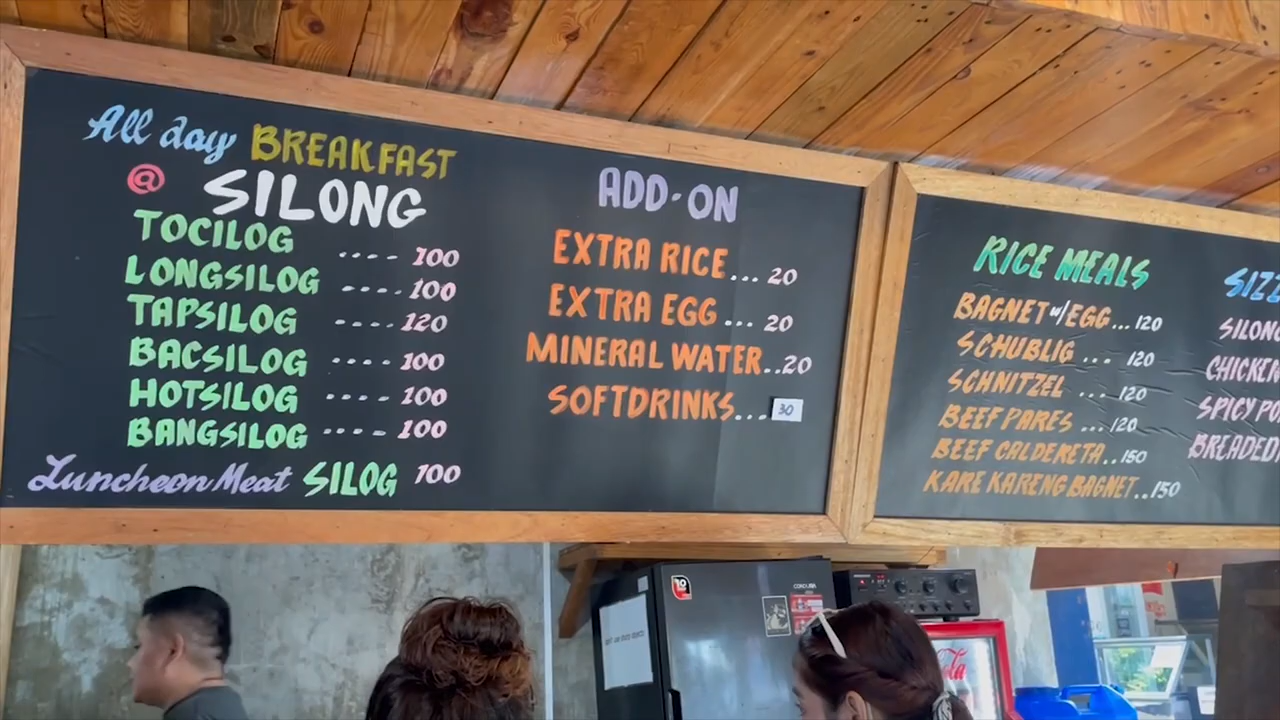 All day BREAKFAST
@ SILONG
TOCILOG .... 100
LONGSILOG .... 100
TAPSILOG .... 120
BACSILOG .... 100
HOTSILOG .... 100
BANGSILOG .... 100
Luncheon Meat SILOG 100
ADD-ON
EXTRA RICE... 20
EXTRA EGG ... 20
MINERAL WATER..20
SOFTDRINKS... 30
RICE MEALS
BAGNET w/EGG... 120
SCHUBLIG ... 120
SCHNITZEL ... 120
BEEF PARES ... 120
BEEF CALDERETA..150
KARE KARENG BAGNET..150
SIZZ
SILONG
CHICKEN
SPICY PO
BREADED
10